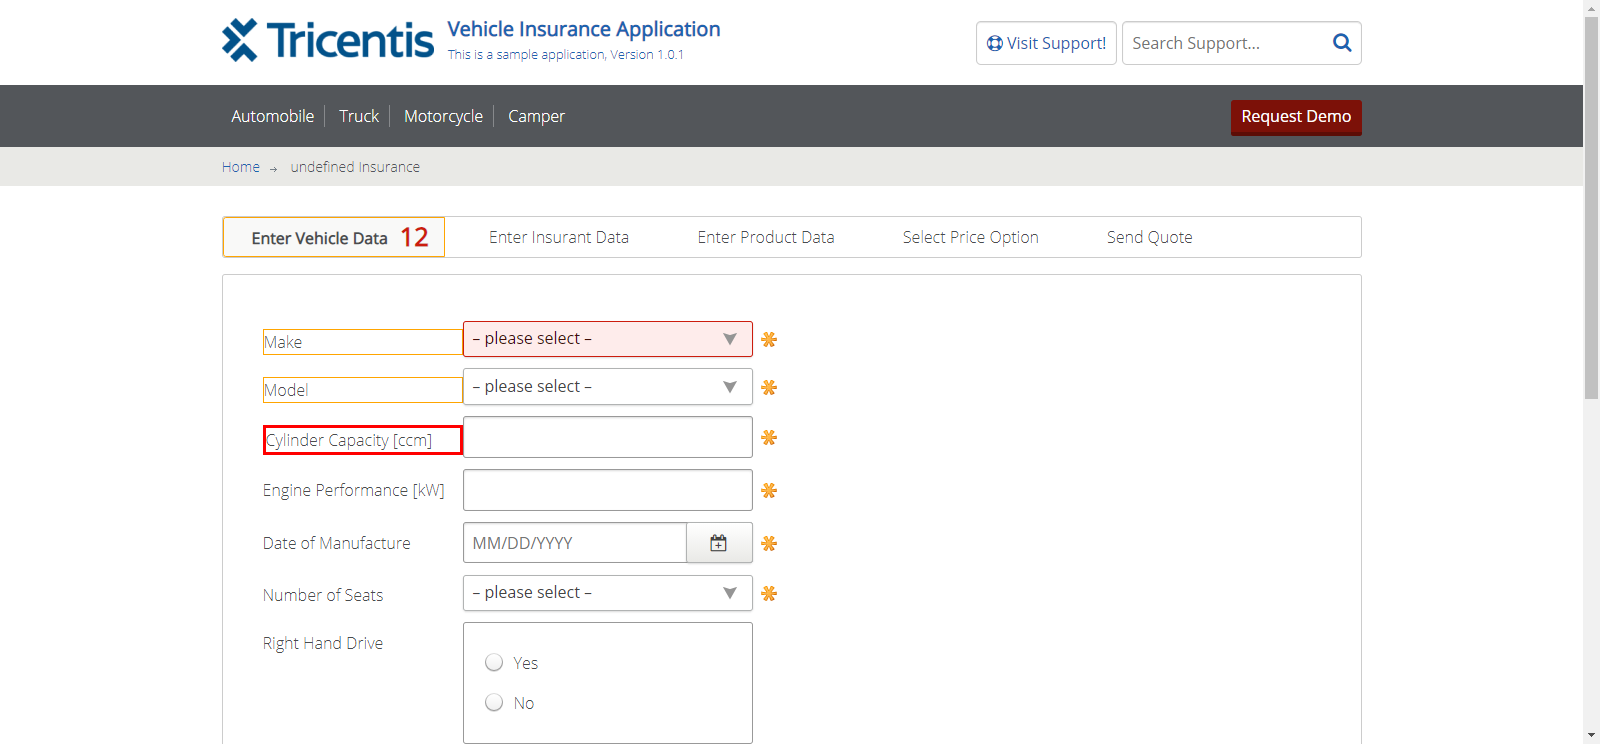 Tricentis
Vehicle Insurance Application
This is a sample application, Version 1.0.1
Visit Support!
Search Support...
Automobile
Truck
Motorcycle
Camper
Request Demo
Home → undefined Insurance
Enter Vehicle Data 12
Enter Insurant Data
Enter Product Data
Select Price Option
Send Quote
Make
– please select –
Model
– please select –
Cylinder Capacity [ccm]
Engine Performance [kW]
Date of Manufacture
MM/DD/YYYY
Number of Seats
– please select –
Right Hand Drive
Yes
No